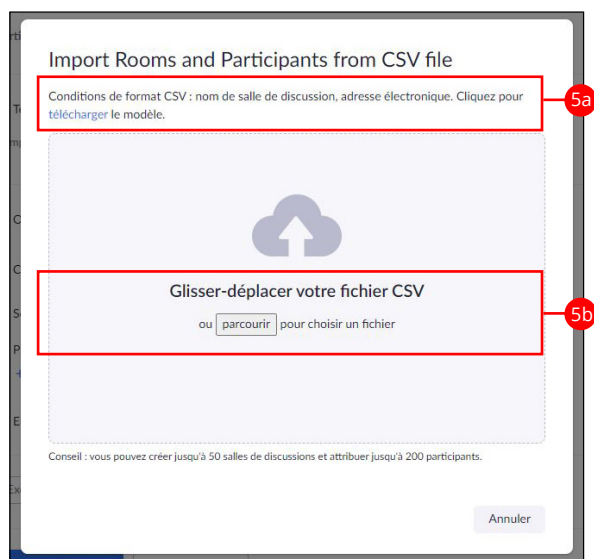 Import Rooms and Participants from CSV file
Conditions de format CSV : nom de salle de discussion, adresse électronique. Cliquez pour
télécharger le modèle.
5a
Glisser-déplacer votre fichier CSV
ou parcourir pour choisir un fichier
5b
Conseil : vous pouvez créer jusqu'à 50 salles de discussions et attribuer jusqu'à 200 participants.
Annuler